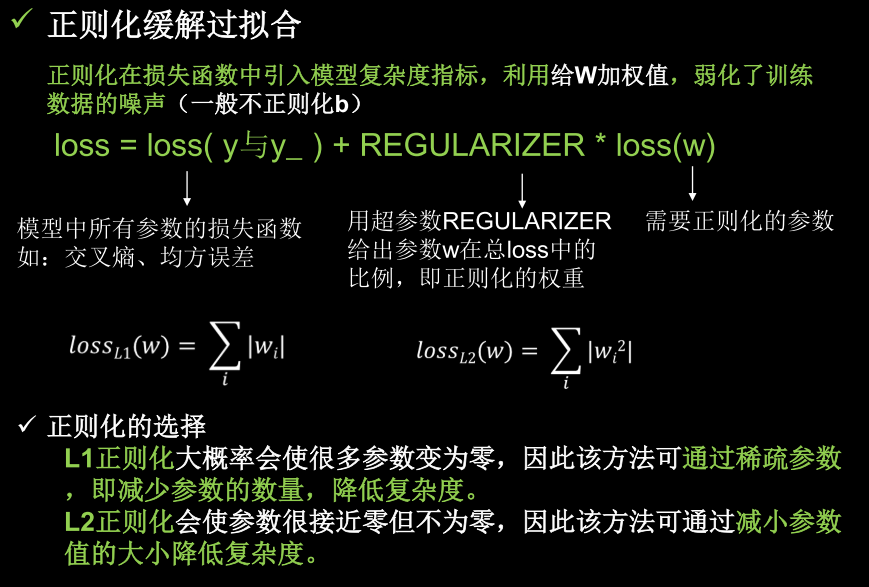 ✓ 正则化缓解过拟合
正则化在损失函数中引入模型复杂度指标，利用给W加权值，弱化了训练
数据的噪声（一般不正则化b）
loss = loss( y与y_ ) + REGULARIZER * loss(w)
模型中所有参数的损失函数
如：交叉熵、均方误差
用超参数REGULARIZER
给出参数w在总loss中的
比例，即正则化的权重
需要正则化的参数
loss_{L1}(w) = ∑_i |w_i|
loss_{L2}(w) = ∑_i |w_i²|
✓ 正则化的选择
L1正则化大概率会使很多参数变为零，因此该方法可通过稀疏参数
，即减少参数的数量，降低复杂度。
L2正则化会使参数很接近零但不为零，因此该方法可通过减小参数
值的大小降低复杂度。